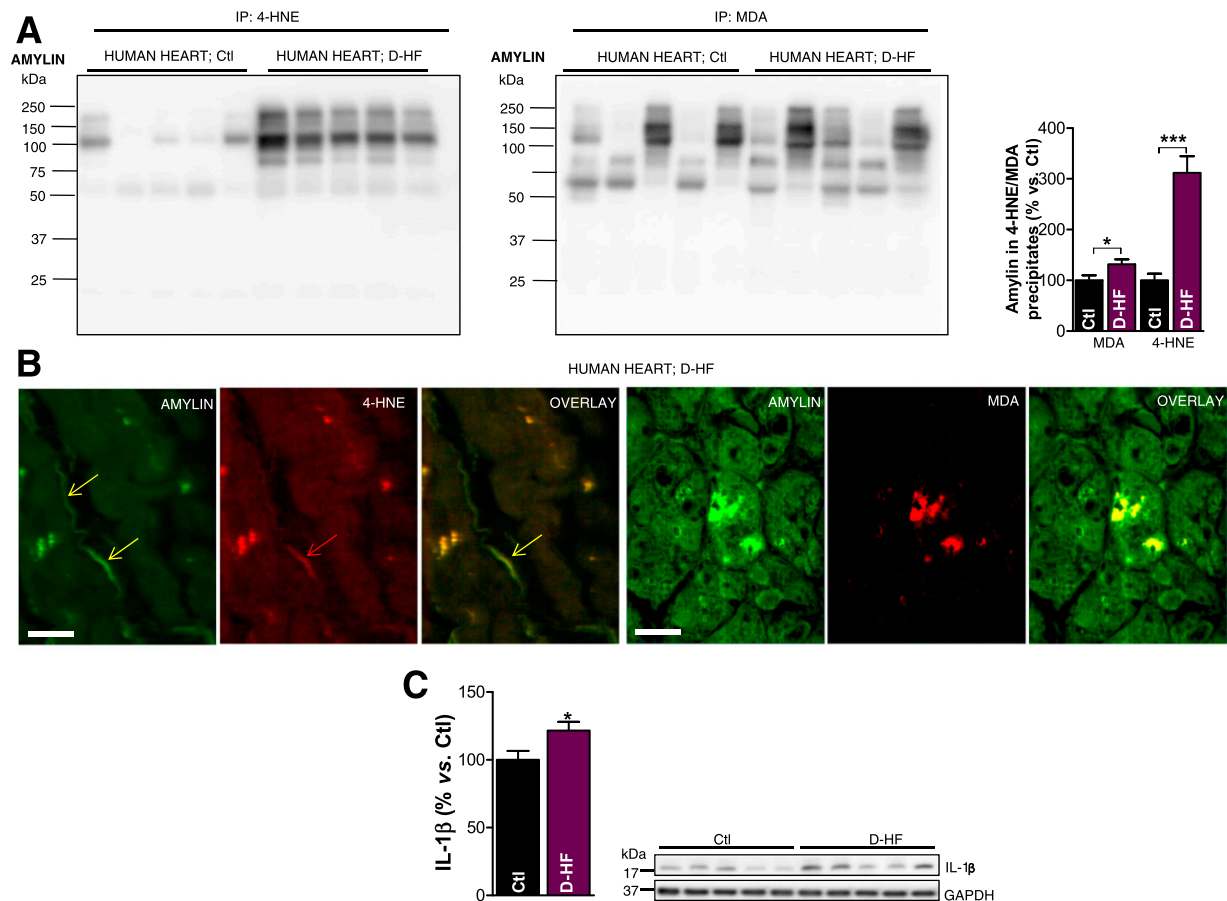 A
IP: 4-HNE
AMYLIN
HUMAN HEART; Ctl
HUMAN HEART; D-HF
kDa
250
150
100
75
50
37
25
IP: MDA
AMYLIN
HUMAN HEART; Ctl
HUMAN HEART; D-HF
kDa
250
150
100
50
37
25
Amylin in 4-HNE/MDA
precipitates (% vs. Ctl)
400
300
200
100
0
*
***
Ctl
D-HF
Ctl
D-HF
MDA
4-HNE
B
HUMAN HEART; D-HF
AMYLIN
4-HNE
OVERLAY
AMYLIN
MDA
OVERLAY
C
IL-1β (% vs. Ctl)
150
100
50
0
*
Ctl
D-HF
Ctl
D-HF
kDa
17
IL-1β
37
GAPDH